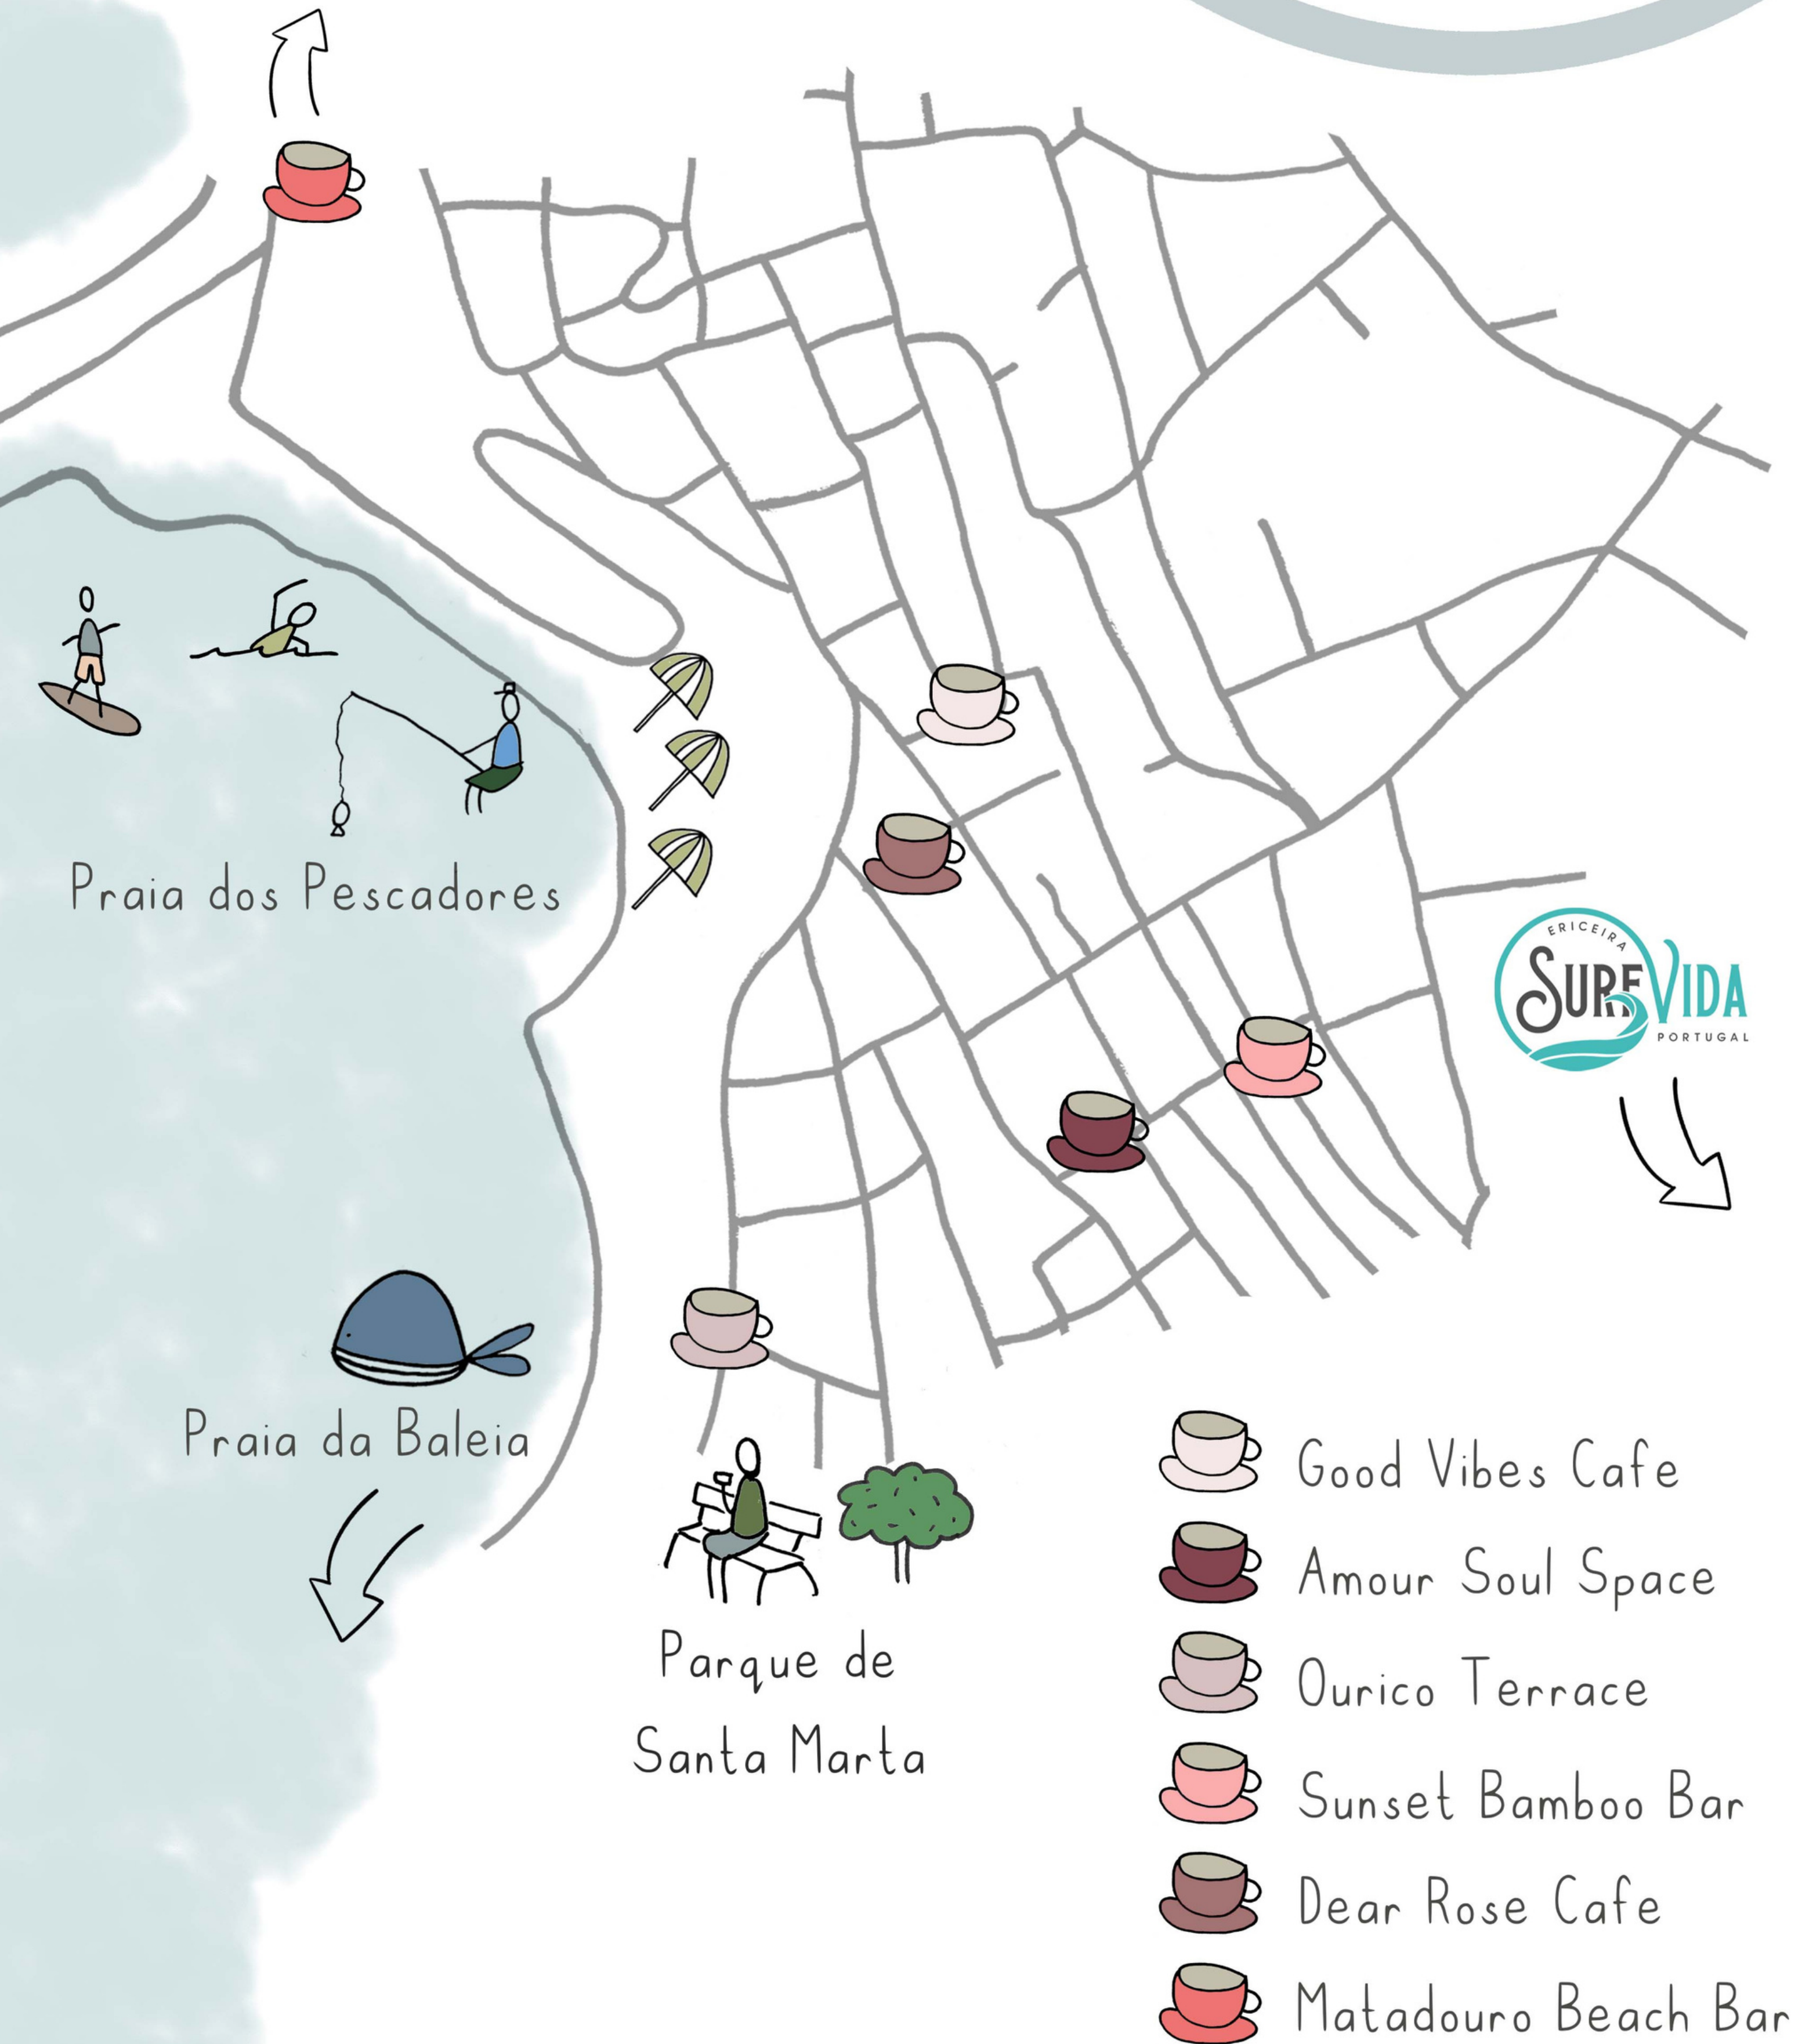 Praia dos Pescadores
ERICEIRA
SURF VIDA
PORTUGAL
Praia da Baleia
Parque de
Santa Marta
Good Vibes Cafe
Amour Soul Space
Ourico Terrace
Sunset Bamboo Bar
Dear Rose Cafe
Matadouro Beach Bar